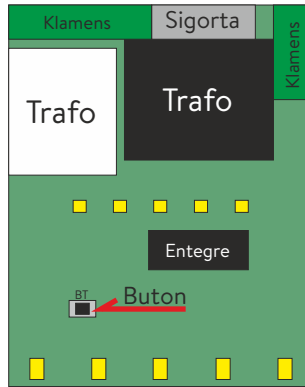 Klamens
Sigorta
Klamens
Trafo
Trafo
Entegre
BT
Buton